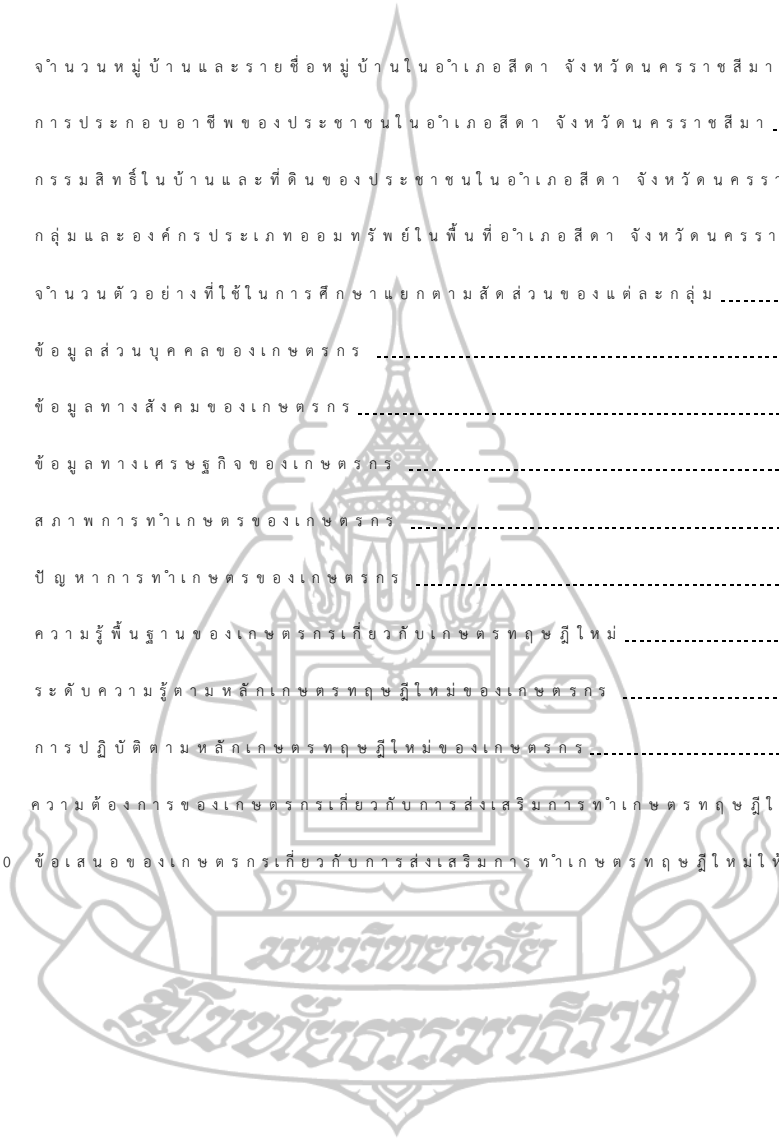 จำนวนหมู่บ้านและรายชื่อหมู่บ้านในอำเภอสีดา จังหวัดนครราชสีมา
การประกอบอาชีพของประชาชนในอำเภอสีดา จังหวัดนครราชสีมา
กรรมสิทธิ์ในบ้านและที่ดินของประชาชนในอำเภอสีดา จังหวัดนครรา
กลุ่มและองค์กรประเภทออมทรัพย์ในพื้นที่อำเภอสีดา จังหวัดนครรา
จำนวนตัวอย่างที่ใช้ในการศึกษาแยกตามสัดส่วนของแต่ละกลุ่ม
ข้อมูลส่วนบุคคลของเกษตรกร
ข้อมูลทางสังคมของเกษตรกร
ข้อมูลทางเศรษฐกิจของเกษตรกร
สภาพการทำเกษตรของเกษตรกร
ปัญหาการทำเกษตรของเกษตรกร
ความรู้พื้นฐานของเกษตรกรเกี่ยวกับเกษตรทฤษฎีใหม่
ระดับความรู้ตามหลักเกษตรทฤษฎีใหม่ของเกษตรกร
การปฏิบัติตามหลักเกษตรทฤษฎีใหม่ของเกษตรกร
ความต้องการของเกษตรกรเกี่ยวกับการส่งเสริมการทำเกษตรทฤษฎีใ
0 ข้อเสนอของเกษตรกรเกี่ยวกับการส่งเสริมการทำเกษตรทฤษฎีใหม่ให้
มหาวิทยาลัย
สุโขทัยธรรมาธิราช